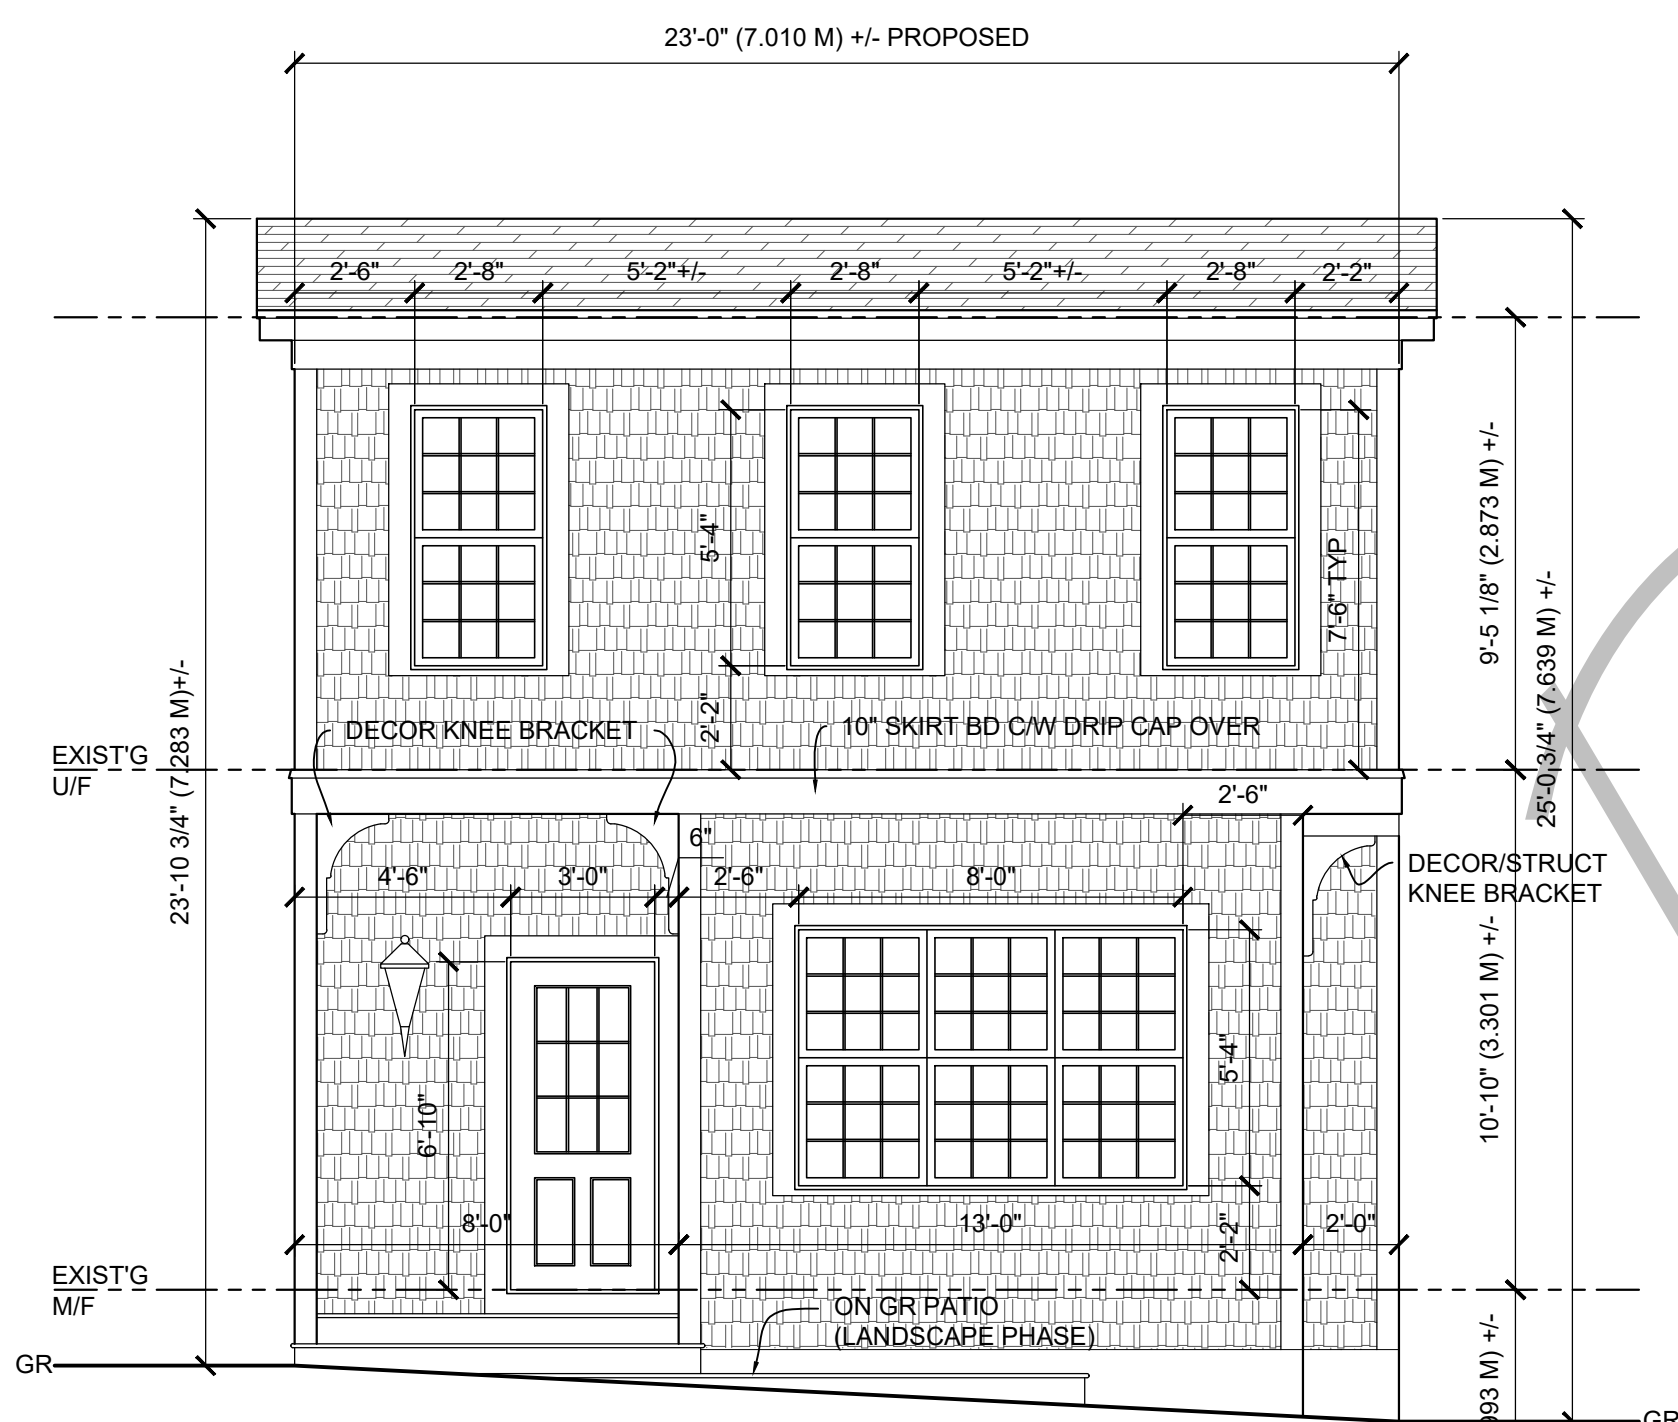 23'-0" (7.010 M) +/- PROPOSED
2'-6"
2'-8"
5'-2"+/-
2'-8"
5'-2"+/-
2'-8"
2'-2"
5'-4"
2'-2"
7'-6" TYP
9'-5 1/8" (2.873 M) +/-
25'-0 3/4" (7.639 M) +/-
23'-10 3/4" (7.283 M)+/-
DECOR KNEE BRACKET
10" SKIRT BD C/W DRIP CAP OVER
EXIST'G
U/F
2'-6"
6"
4'-6"
3'-0"
2'-6"
8'-0"
DECOR/STRUCT
KNEE BRACKET
10'-10" (3.301 M) +/-
6'-10"
5'-4"
2'-2"
8'-0"
13'-0"
2'-0"
EXIST'G
M/F
ON GR PATIO
(LANDSCAPE PHASE)
993 M) +/-
GR
GR